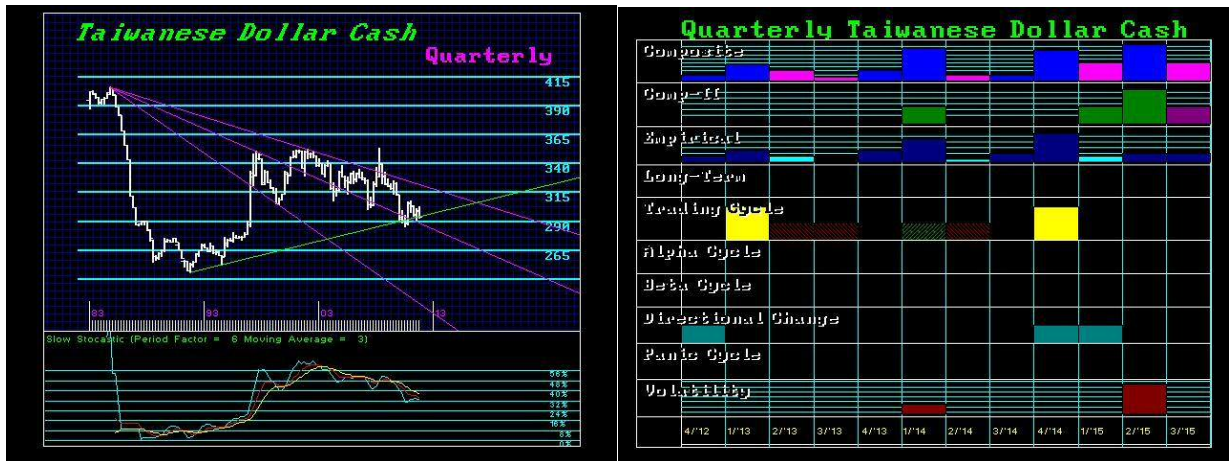 Taiwanese Dollar Cash
Quarterly
415
390
365
340
315
290
265
83
93
03
13
Slow Stocastic (Period Factor = 6 Moving Average = 3)
56%
48%
40%
32%
24%
16%
8%
0%
Quarterly Taiwanese Dollar Cash
Composite
Comp-II
Empirical
Long-Term
Trading Cycle
Alpha Cycle
Beta Cycle
Directional Change
Panic Cycle
Volatility
4/'12 1/'13 2/'13 3/'13 4/'13 1/'14 2/'14 3/'14 4/'14 1/'15 2/'15 3/'15